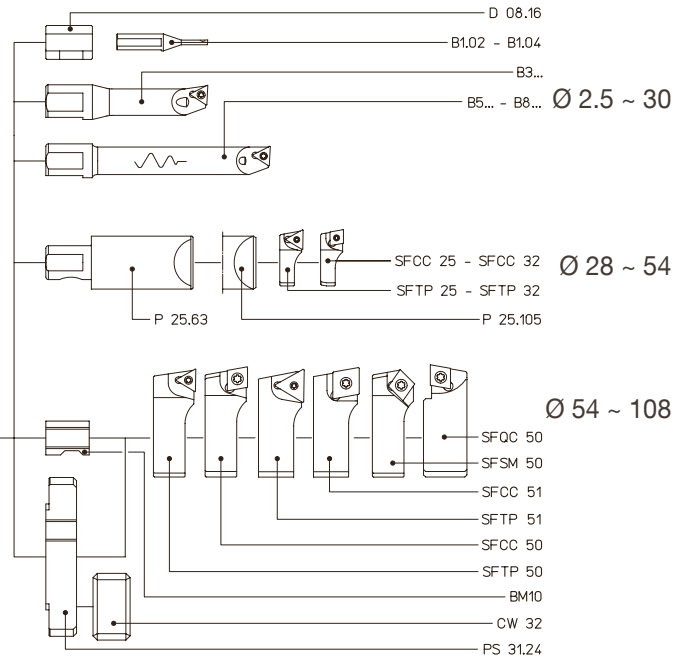 D 08.16
B1.02 - B1.04
B3...
B5... - B8...
Ø 2.5 ~ 30
SFCC 25 - SFCC 32
Ø 28 ~ 54
SFTP 25 - SFTP 32
P 25.63
P 25.105
Ø 54 ~ 108
SFQC 50
SFSM 50
SFCC 51
SFTP 51
SFCC 50
SFTP 50
BM10
CW 32
PS 31.24